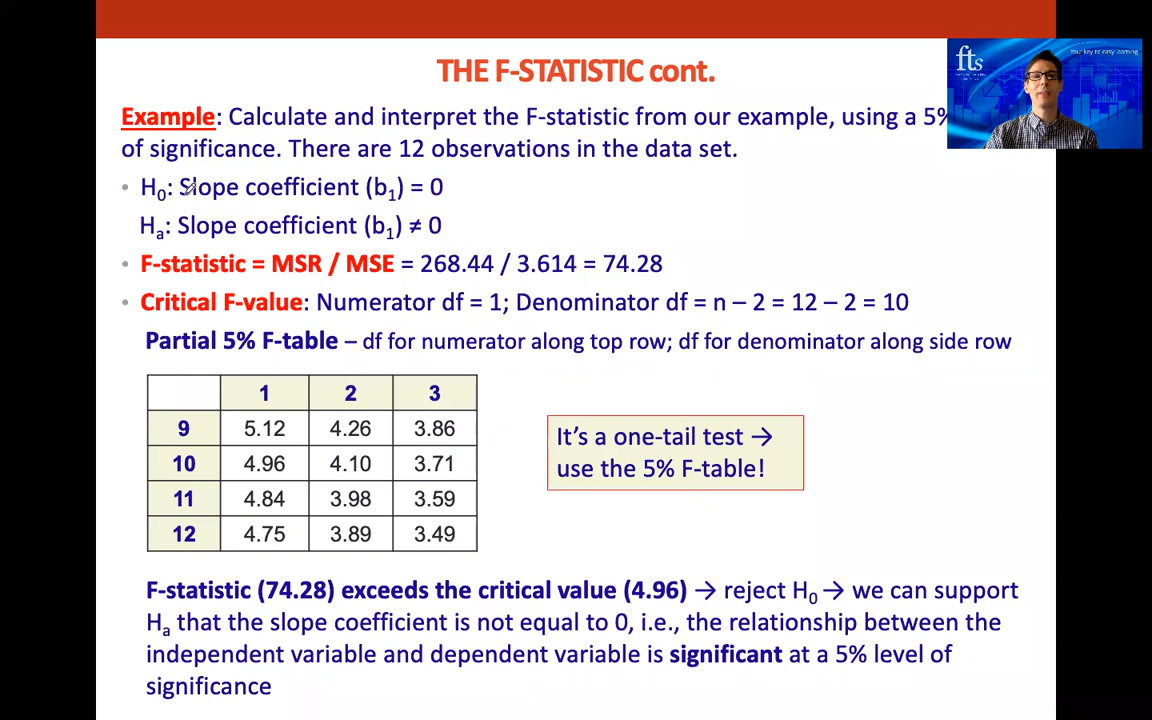 THE F-STATISTIC cont.
fts
Your key to easy learning
Example: Calculate and interpret the F-statistic from our example, using a 5%
of significance. There are 12 observations in the data set.
• H₀: Slope coefficient (b₁) = 0
Hₐ: Slope coefficient (b₁) ≠ 0
• F-statistic = MSR / MSE = 268.44 / 3.614 = 74.28
• Critical F-value: Numerator df = 1; Denominator df = n – 2 = 12 – 2 = 10
Partial 5% F-table – df for numerator along top row; df for denominator along side row
1 2 3
9 5.12 4.26 3.86
10 4.96 4.10 3.71
11 4.84 3.98 3.59
12 4.75 3.89 3.49
It's a one-tail test →
use the 5% F-table!
F-statistic (74.28) exceeds the critical value (4.96) → reject H₀ → we can support
Hₐ that the slope coefficient is not equal to 0, i.e., the relationship between the
independent variable and dependent variable is significant at a 5% level of
significance